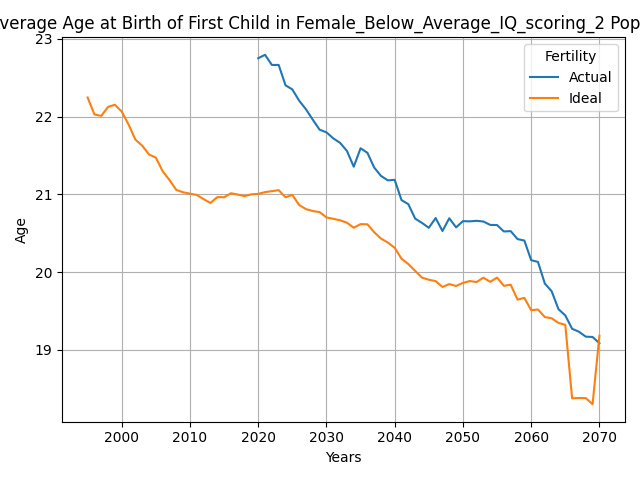 verage Age at Birth of First Child in Female_Below_Average_IQ_scoring_2 Pop
23
22
21
20
19
Age
Fertility
Actual
Ideal
2000 2010 2020 2030 2040 2050 2060 2070
Years